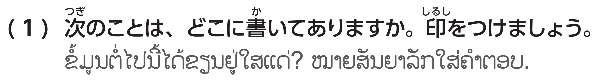 (1) 次のことは、どこに書いてありますか。印をつけましょう。
ຂໍ້ມູນຕໍ່ໄປນີ້ໄດ້ຂຽນຢູ່ໃສແດ່? ໝາຍສັນຍາລັກໃສ່ຄຳຕອບ.